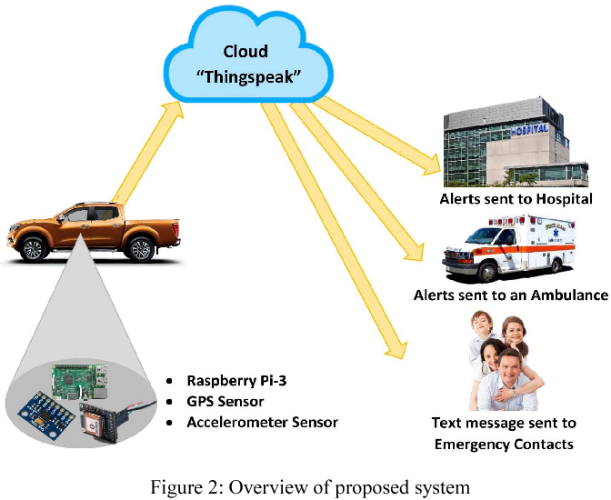 Cloud
“Thingspeak”
HOSPITAL
Alerts sent to Hospital
Alerts sent to an Ambulance
• Raspberry Pi-3
• GPS Sensor
• Accelerometer Sensor
Text message sent to
Emergency Contacts
Figure 2: Overview of proposed system